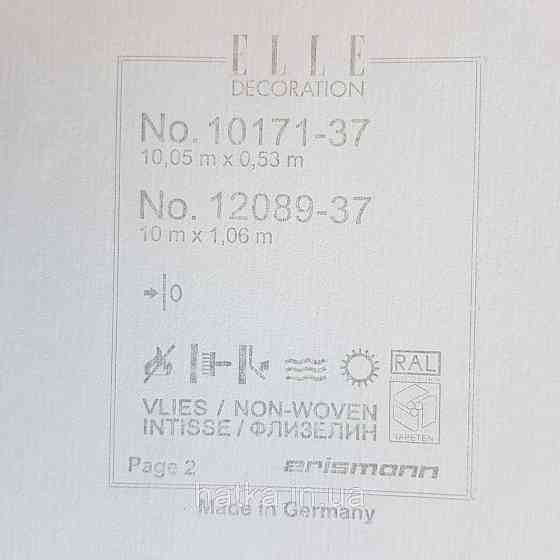 ELLE
DECORATION
No. 10171-37
10,05 m x 0,53 m
No. 12089-37
10 m x 1,06 m
0
RAL
TAPETEN
VLIES / NON-WOVEN
INTISSE / ФЛИЗЕЛИН
Page 2
erismann
hatka.in.ua
Made in Germany